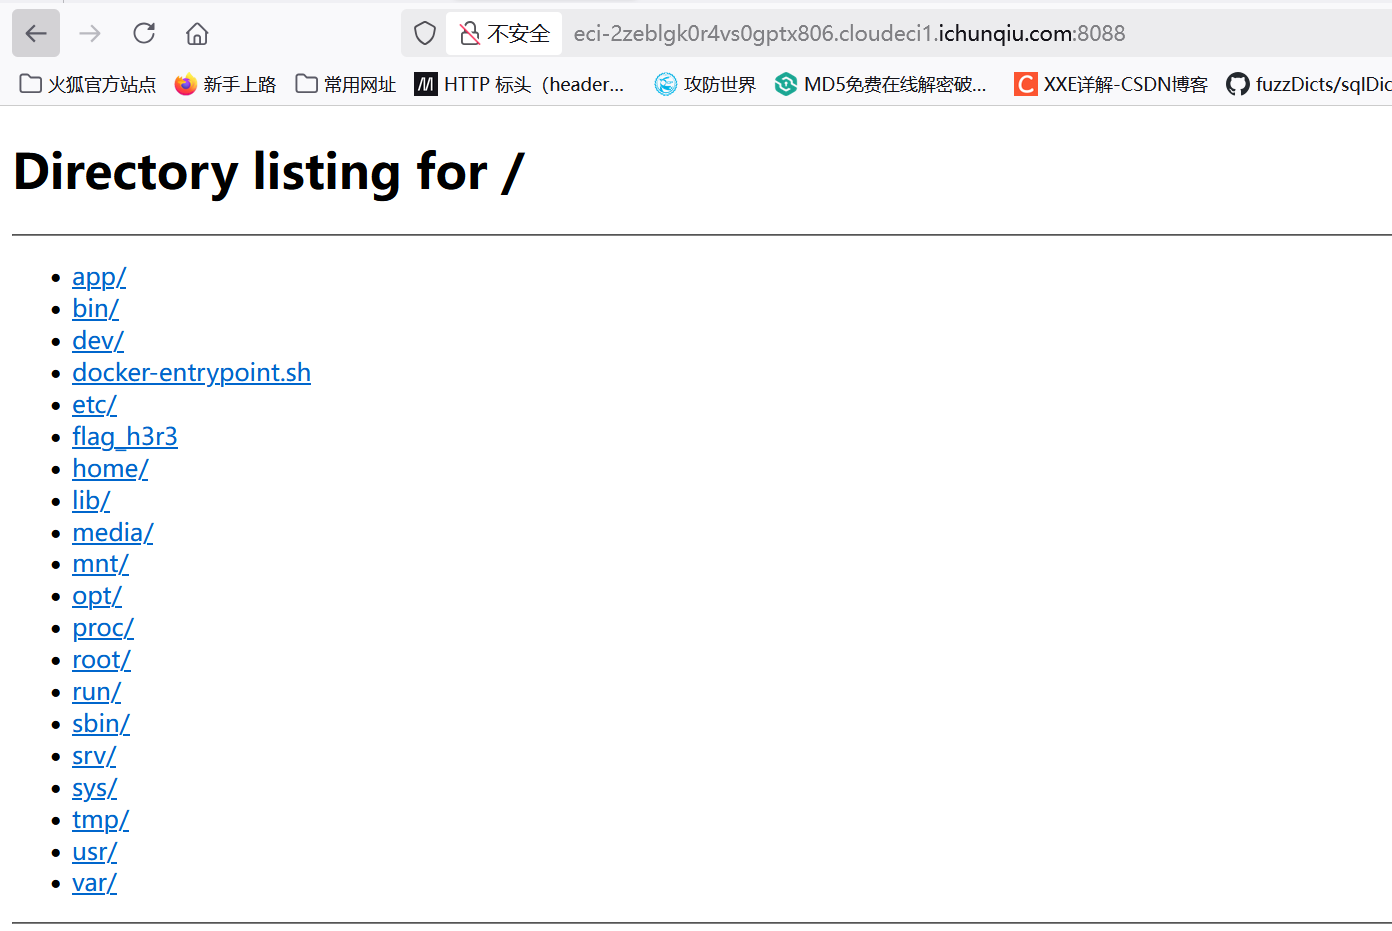 不安全 eci-2zeblgk0r4vs0gptx806.cloudeci1.ichunqiu.com:8088
火狐官方站点 新手上路 常用网址 HTTP 标头（header... 攻防世界 MD5免费在线解密破... XXE详解-CSDN博客 fuzzDicts/sqlDic
Directory listing for /
app/
bin/
dev/
docker-entrypoint.sh
etc/
flag_h3r3
home/
lib/
media/
mnt/
opt/
proc/
root/
run/
sbin/
srv/
sys/
tmp/
usr/
var/